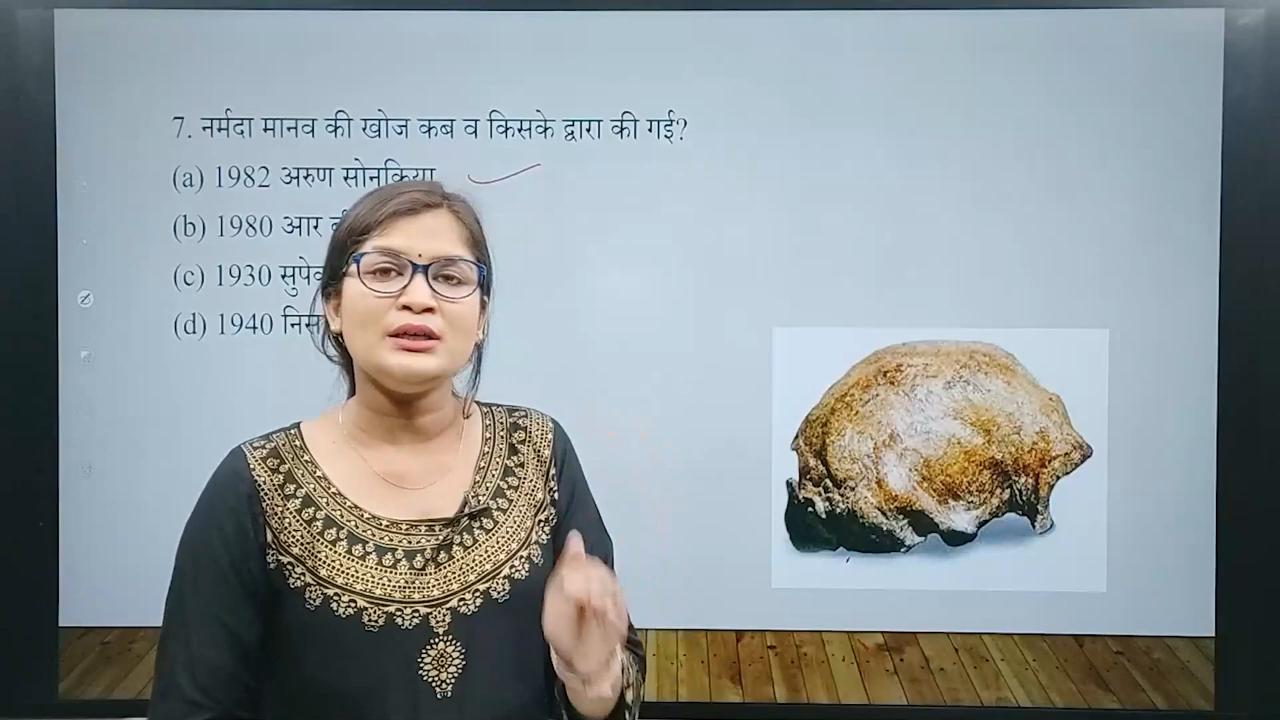 7. नर्मदा मानव की खोज कब व किसके द्वारा की गई?
(a) 1982 अरुण सोनकिया
(b) 1980 आर
(c) 1930
(d) 1940